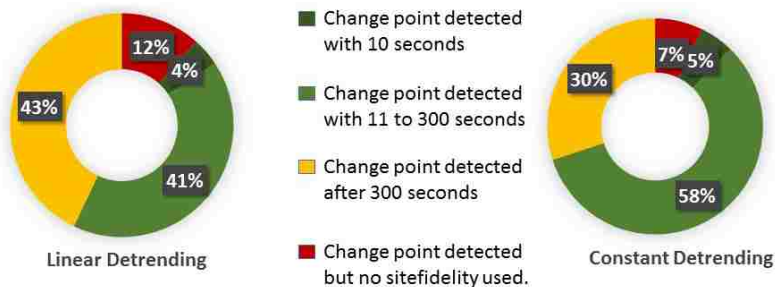 12%
4%
43%
41%
Linear Detrending
Change point detected
with 10 seconds
Change point detected
with 11 to 300 seconds
Change point detected
after 300 seconds
Change point detected
but no sitefidelity used.
7%
5%
30%
58%
Constant Detrending